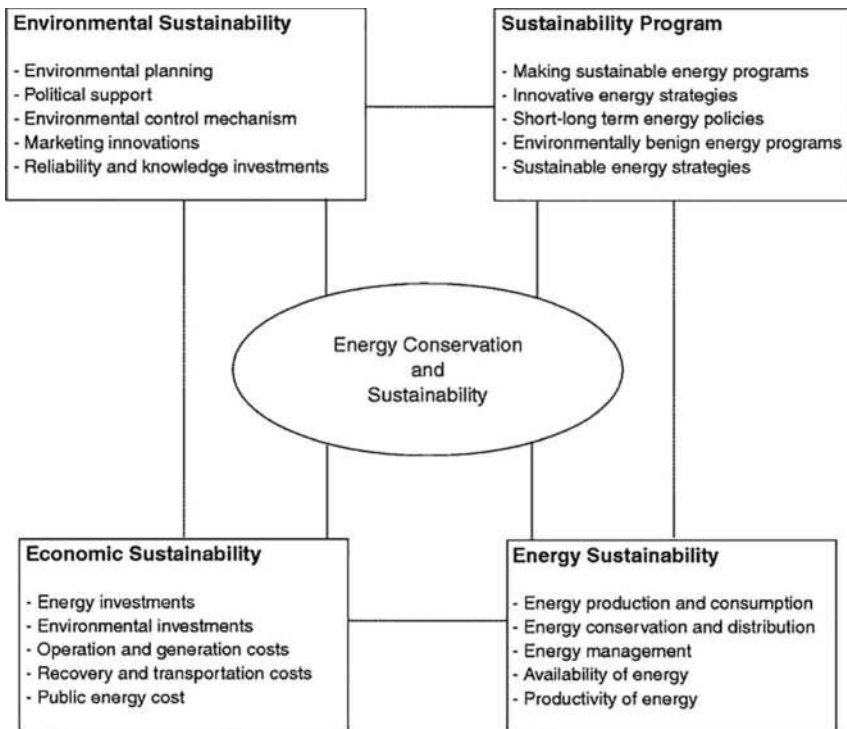 Environmental Sustainability
- Environmental planning
- Political support
- Environmental control mechanism
- Marketing innovations
- Reliability and knowledge investments
Sustainability Program
- Making sustainable energy programs
- Innovative energy strategies
- Short-long term energy policies
- Environmentally benign energy programs
- Sustainable energy strategies
Energy Conservation
and
Sustainability
Economic Sustainability
- Energy investments
- Environmental investments
- Operation and generation costs
- Recovery and transportation costs
- Public energy cost
Energy Sustainability
- Energy production and consumption
- Energy conservation and distribution
- Energy management
- Availability of energy
- Productivity of energy